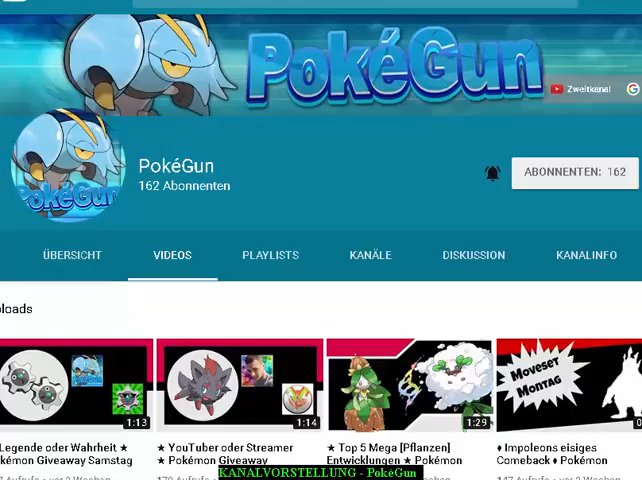 PokéGun
Zweitkanal
PokéGun
PokéGun
162 Abonnenten
ABONNENTEN: 162
ÜBERSICHT
VIDEOS
PLAYLISTS
KANÄLE
DISKUSSION
KANALINFO
loads
1:13
1:14
1:29
Moveset
Montag
Legende oder Wahrheit ★
kémon Giveaway Samstag
★ YouTuber oder Streamer
★ Pokémon Giveaway
★ Top 5 Mega [Pflanzen]
Entwicklungen ★ Pokémon
♦ Impoleons eisiges
Comeback ♦ Pokémon
KANALVORSTELLUNG - PokéGun